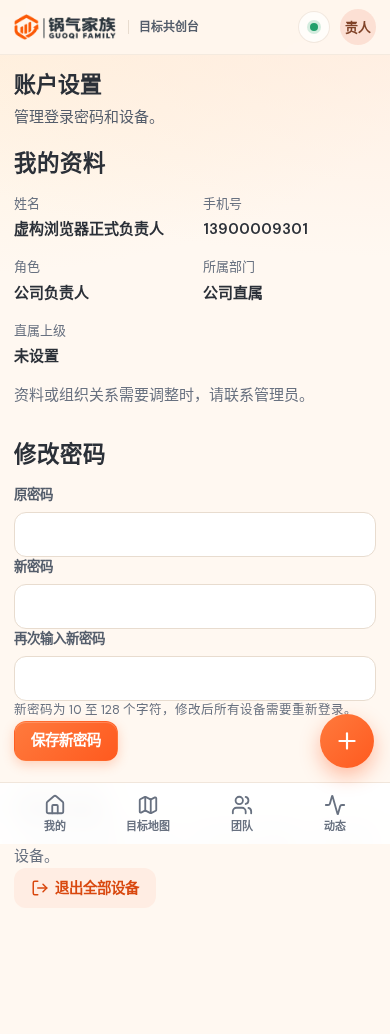 锅气家族
GUOQI FAMILY
目标共创台
责人
账户设置
管理登录密码和设备。
我的资料
姓名
手机号
虚构浏览器正式负责人
13900009301
角色
所属部门
公司负责人
公司直属
直属上级
未设置
资料或组织关系需要调整时，请联系管理员。
修改密码
原密码
新密码
再次输入新密码
新密码为 10 至 128 个字符，修改后所有设备需要重新登录。
保存新密码
我的
目标地图
团队
动态
设备。
退出全部设备